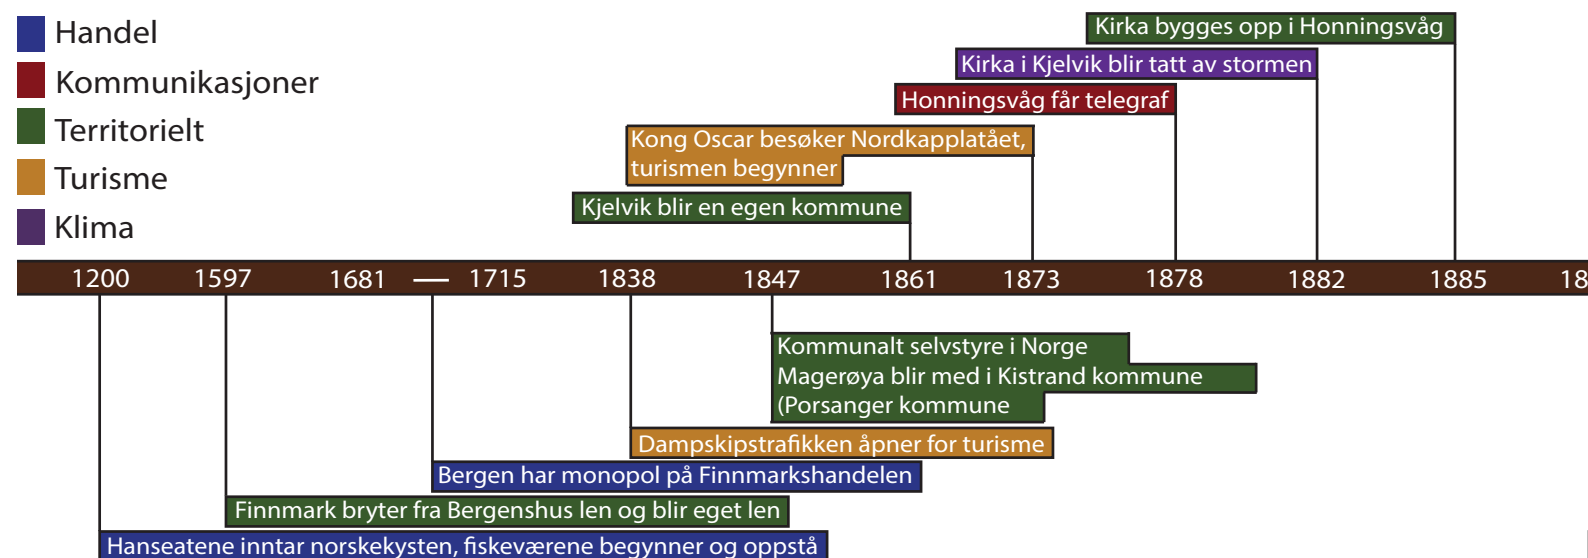 Handel
Kommunikasjoner
Territorielt
Turisme
Klima
Kirka bygges opp i Honningsvåg
Kirka i Kjelvik blir tatt av stormen
Honningsvåg får telegraf
Kong Oscar besøker Nordkapplatået,
turismen begynner
Kjelvik blir en egen kommune
1200 1597 1681 — 1715 1838 1847 1861 1873 1878 1882 1885 18
Kommunalt selvstyre i Norge
Magerøya blir med i Kistrand kommune
(Porsanger kommune
Dampskipstrafikken åpner for turisme
Bergen har monopol på Finnmarkshandelen
Finnmark bryter fra Bergenshus len og blir eget len
Hanseatene inntar norskekysten, fiskeværene begynner og oppstå